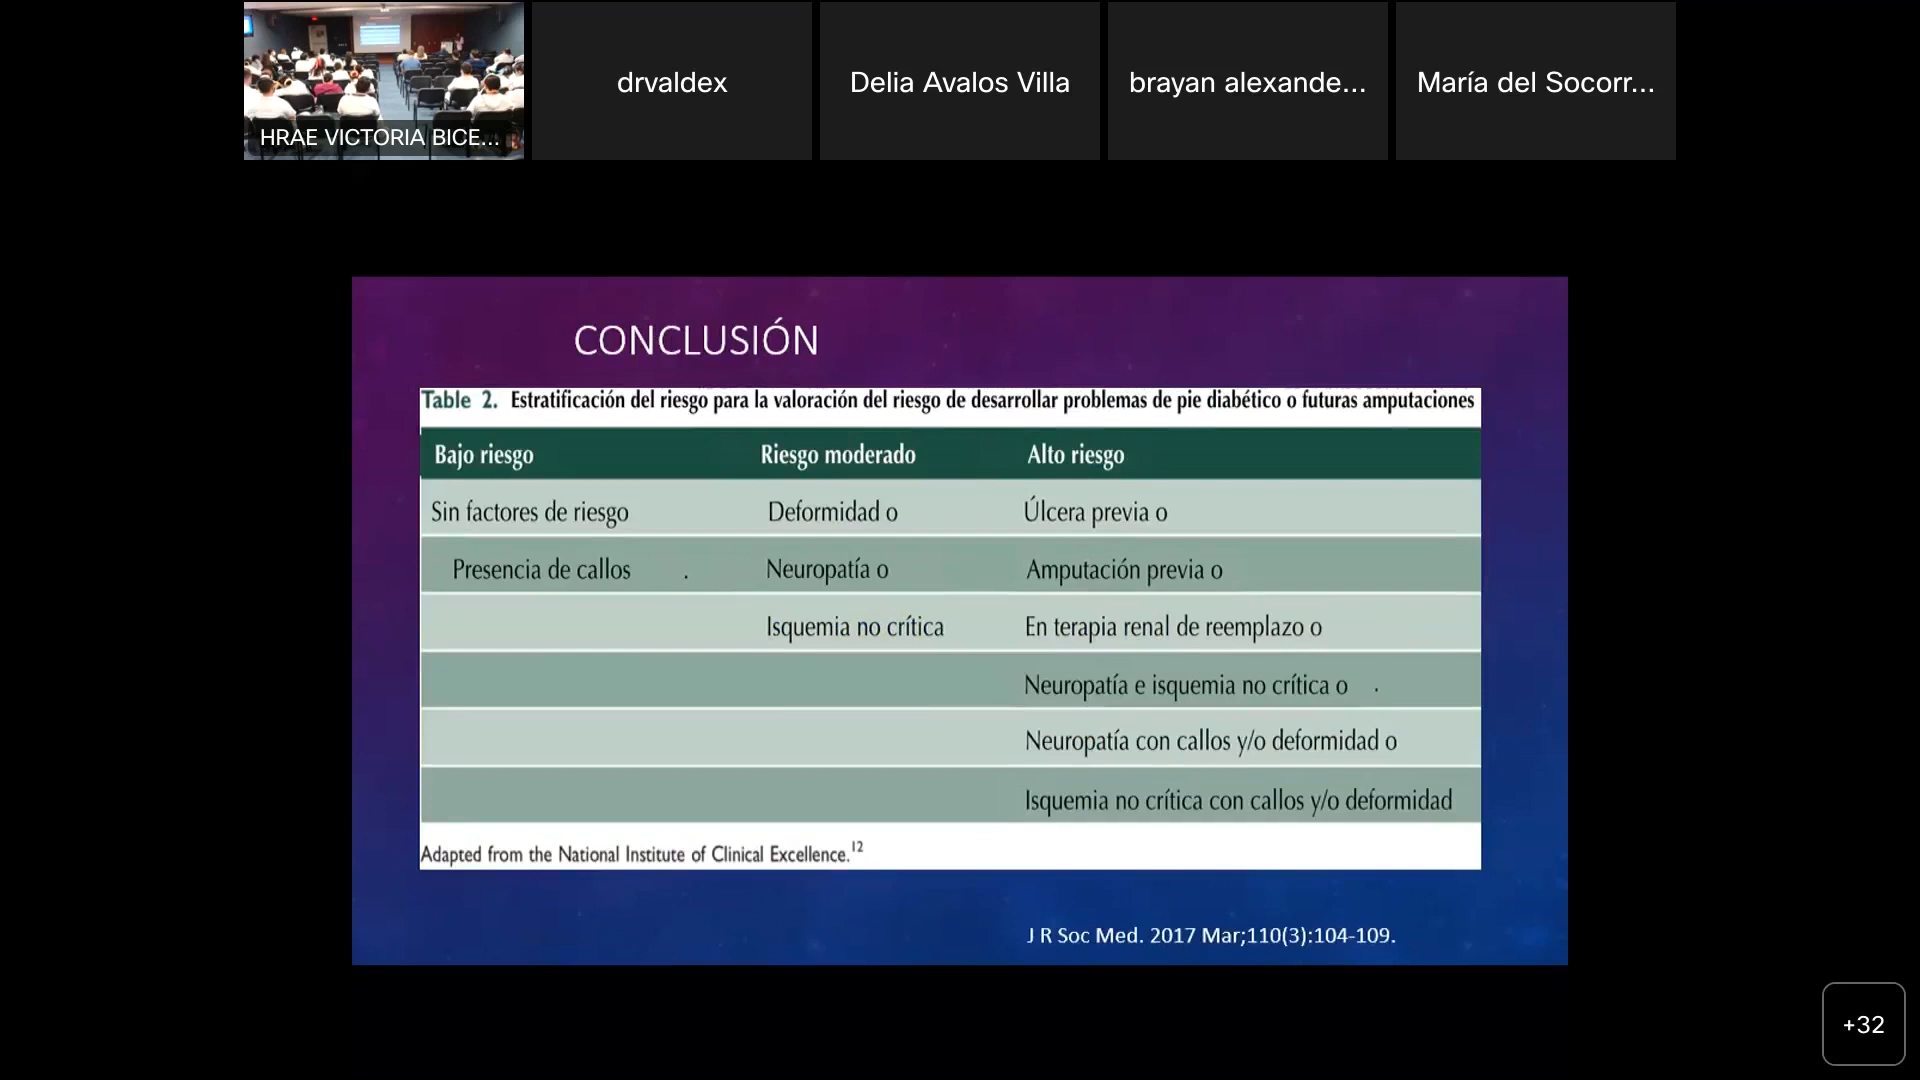 HRAE VICTORIA BICE...
drvaldex
Delia Avalos Villa
brayan alexande...
María del Socorr...
CONCLUSIÓN
Table 2. Estratificación del riesgo para la valoración del riesgo de desarrollar problemas de pie diabético o futuras amputaciones
Bajo riesgo Riesgo moderado Alto riesgo
Sin factores de riesgo Deformidad o Úlcera previa o
Presencia de callos . Neuropatía o Amputación previa o
Isquemia no crítica En terapia renal de reemplazo o
Neuropatía e isquemia no crítica o .
Neuropatía con callos y/o deformidad o
Isquemia no crítica con callos y/o deformidad
Adapted from the National Institute of Clinical Excellence.12
J R Soc Med. 2017 Mar;110(3):104-109.
+32